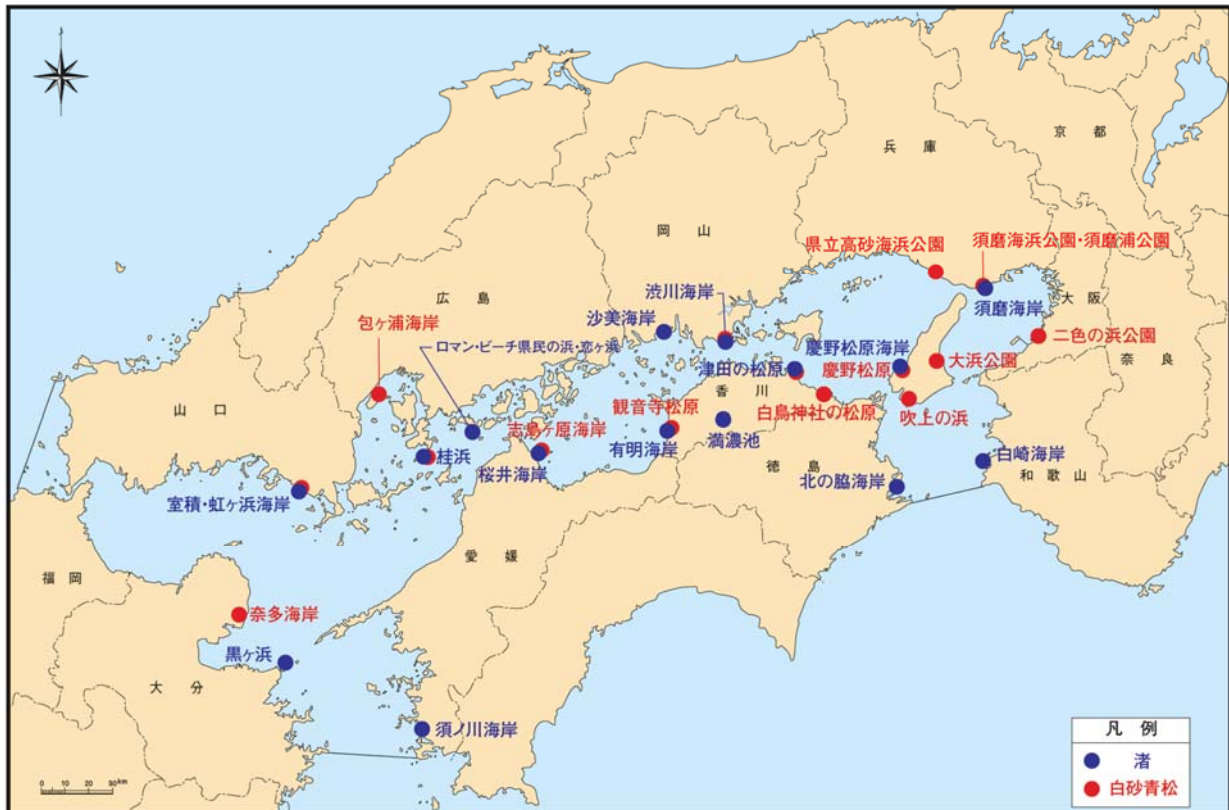 京都
兵庫
岡山
県立高砂海浜公園
須磨海浜公園・須磨浦公園
広島
渋川海岸
大阪
須磨海岸
包ヶ浦海岸
沙美海岸
ロマン・ビーチ県民の浜・恋ヶ浜
慶野松原海岸
二色の浜公園
津田の松原
慶野松原
大浜公園
奈良
山口
香川
観音寺松原
白鳥神社の松原
吹上の浜
志島ヶ原海岸
有明海岸
満濃池
桂浜
桜井海岸
徳島
白崎海岸
和歌山
室積・虹ヶ浜海岸
北の脇海岸
愛媛
福岡
奈多海岸
黒ヶ浜
大分
須ノ川海岸
凡例
渚
白砂青松
0 10 20 30km